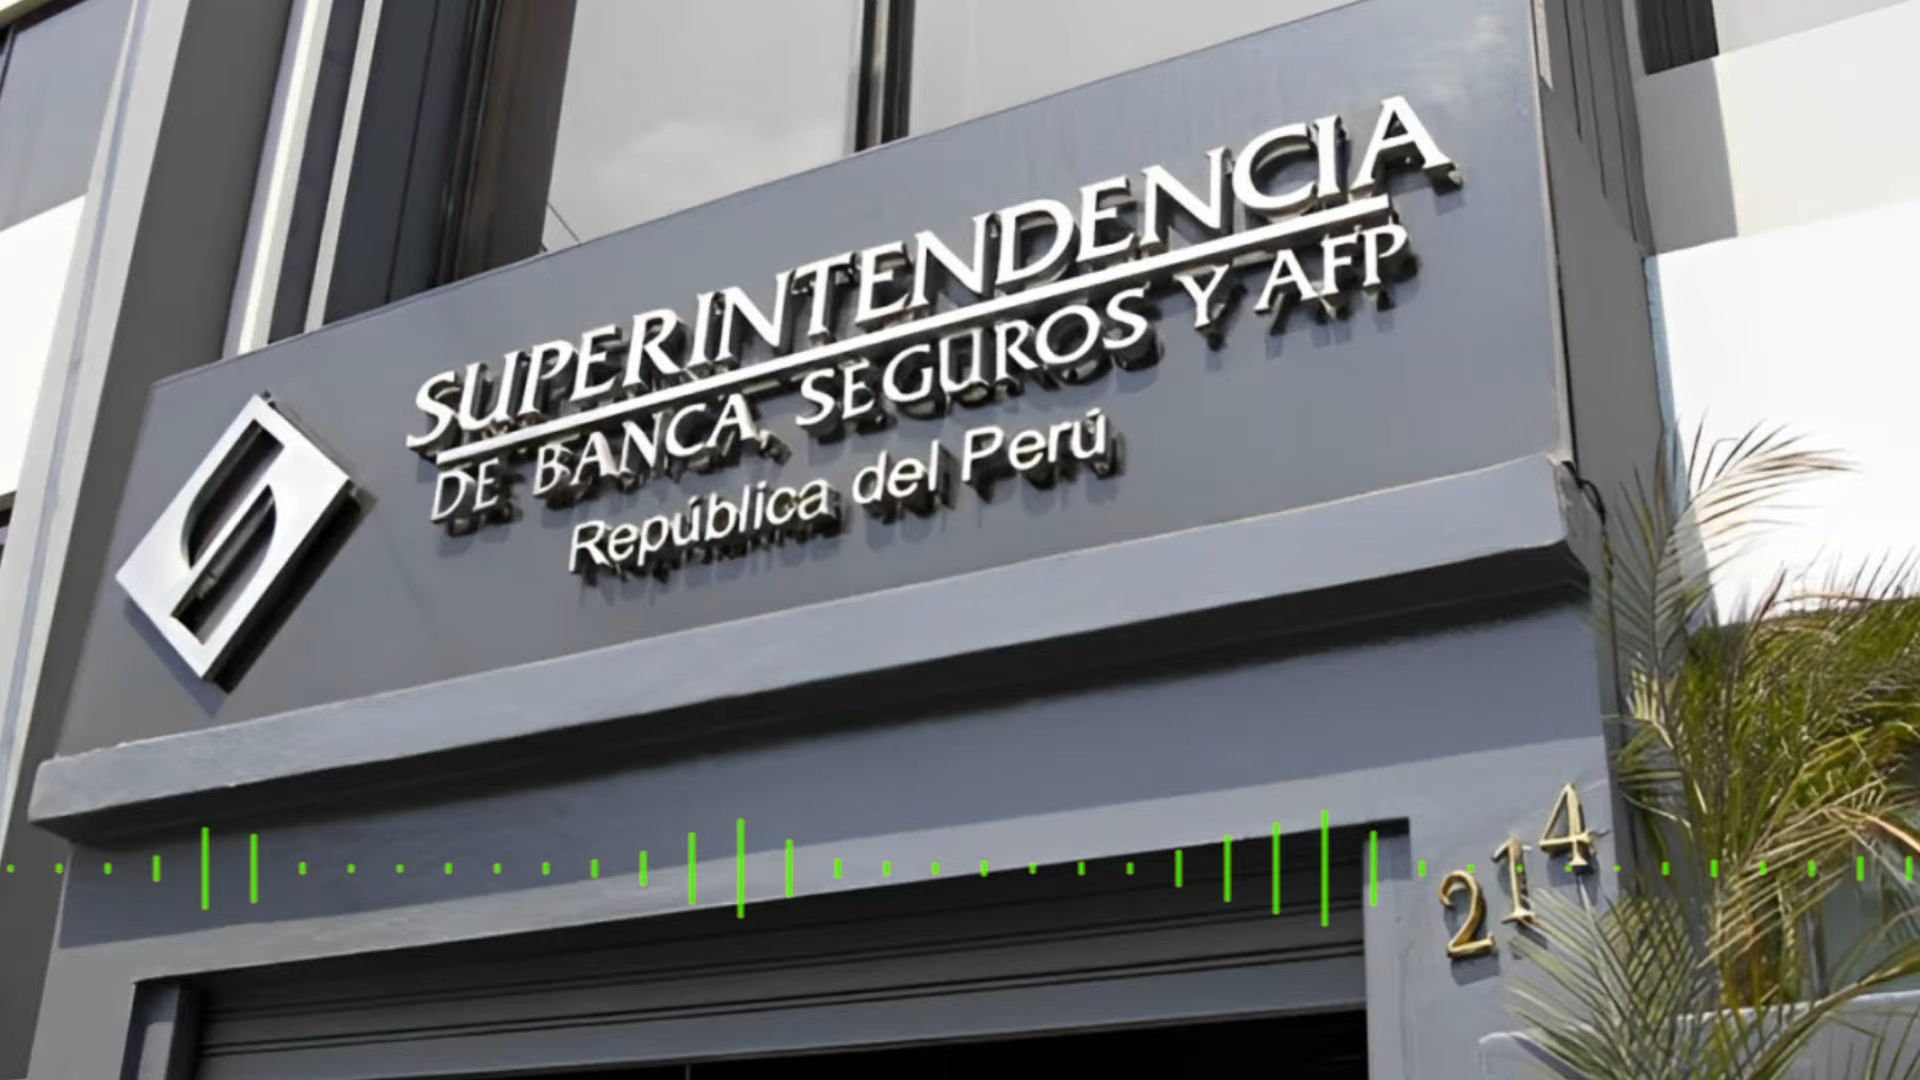 SUPERINTENDENCIA
DE BANCA, SEGUROS Y AFP
República del Perú
214